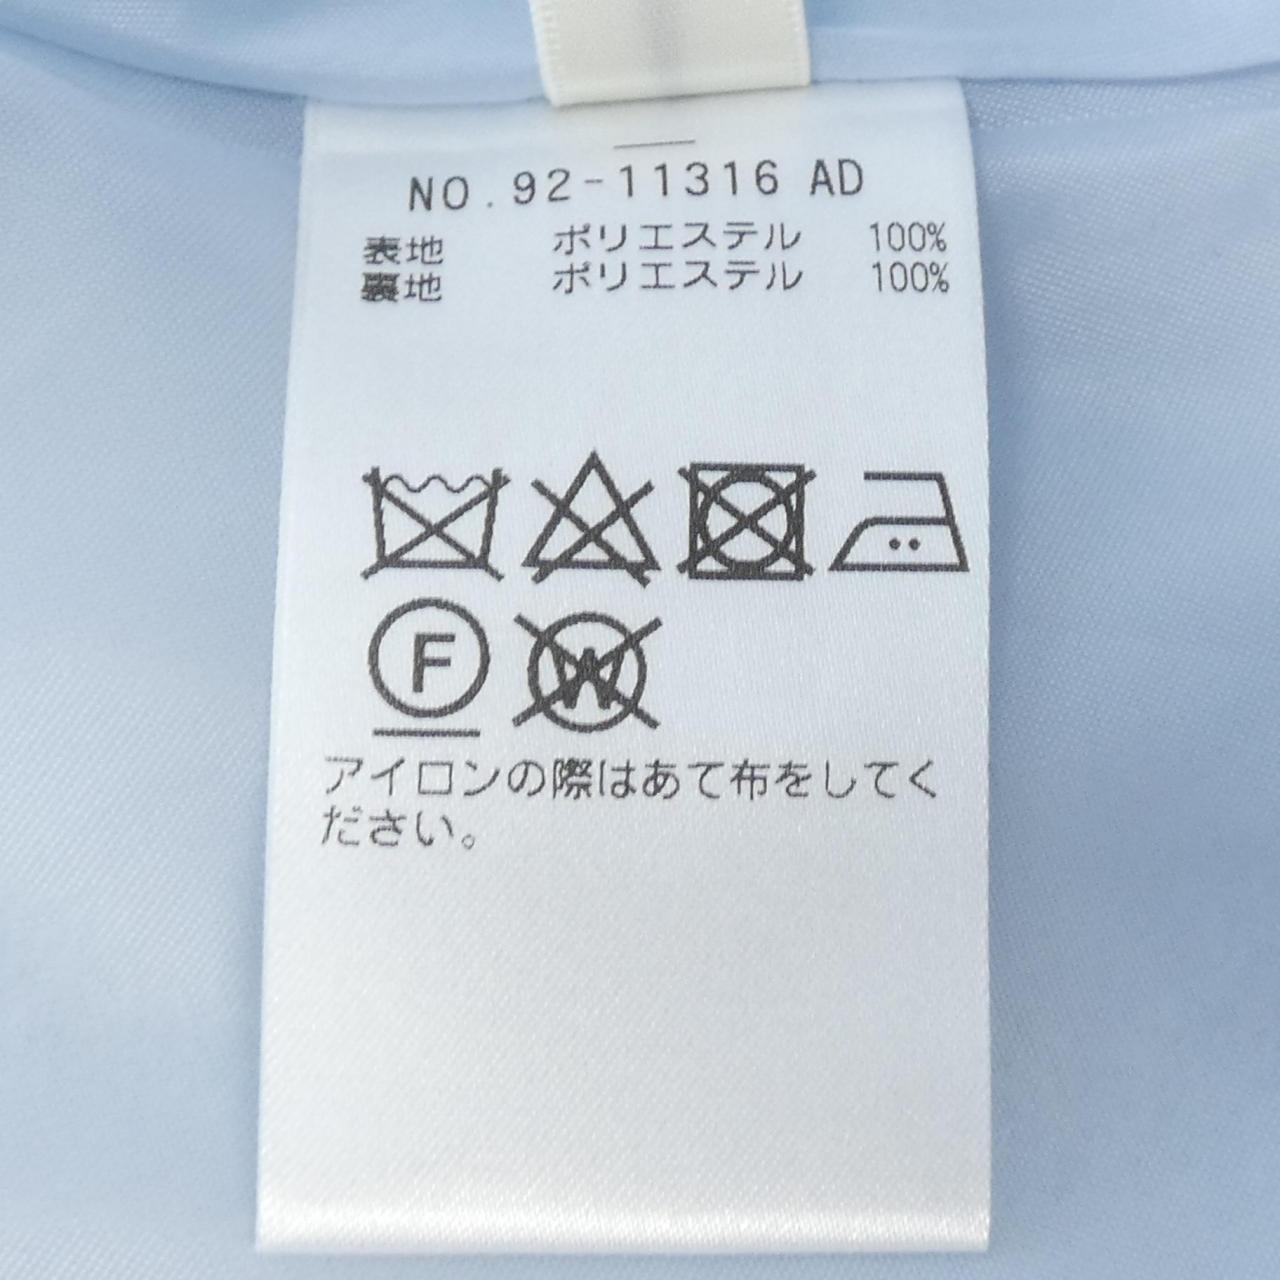 NO.92-11316 AD
表地 ポリエステル 100%
裏地 ポリエステル 100%
F
W
アイロンの際はあて布をしてく
ださい。